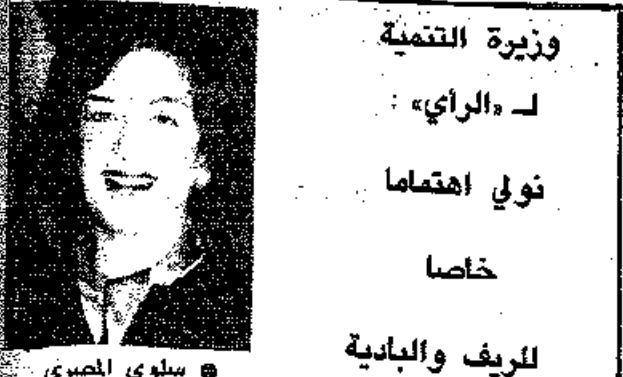 وزيرة التنمية
لـ «الرأي» :
نولي اهتماما
خاصا
للريف والبادية
سلوى المصري